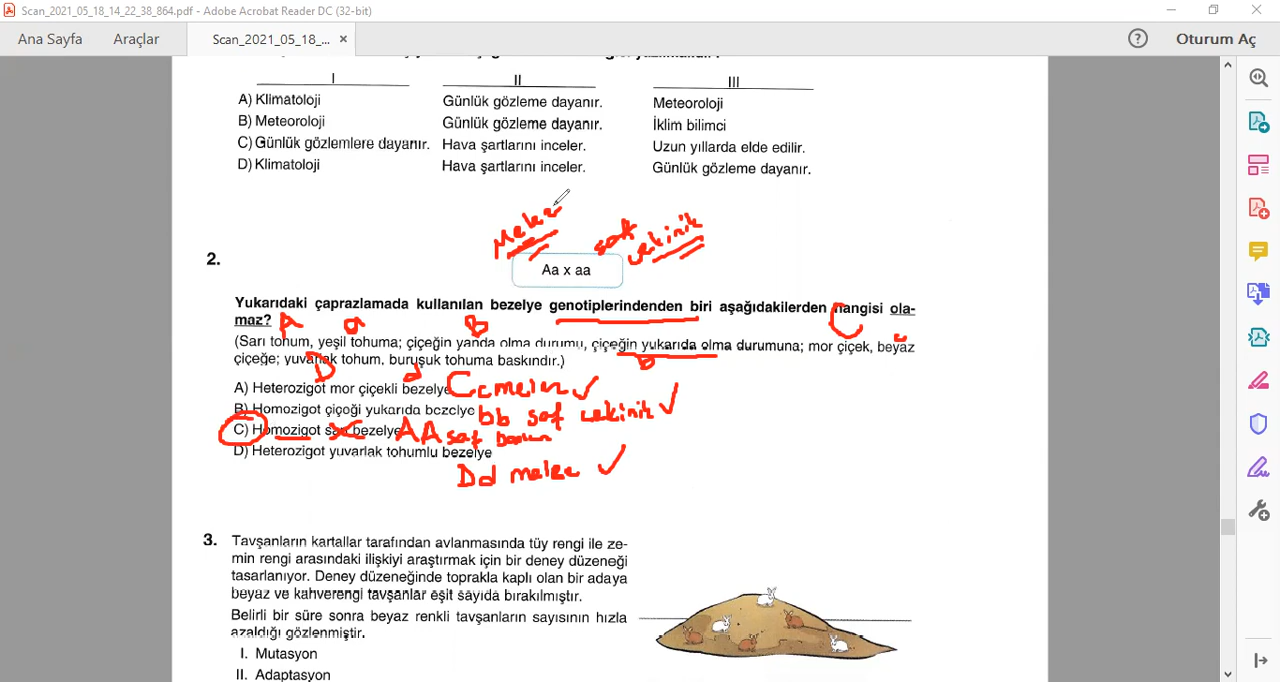 Scan_2021_05_18_14_22_38_864.pdf - Adobe Acrobat Reader DC (32-bit)
Ana Sayfa Araçlar Scan_2021_05_18_... × ? Oturum Aç
I II III
A) Klimatoloji Günlük gözleme dayanır. Meteoroloji
B) Meteoroloji Günlük gözleme dayanır. İklim bilimci
C) Günlük gözlemlere dayanır. Hava şartlarını inceler. Uzun yıllarda elde edilir.
D) Klimatoloji Hava şartlarını inceler. Günlük gözleme dayanır.
Melez saf çekinik
2.
Aa x aa
Yukarıdaki çaprazlamada kullanılan bezelye genotiplerindenden biri aşağıdakilerden hangisi ola-
maz?
A a b C c
(Sarı tohum, yeşil tohuma; çiçeğin yanda olma durumu, çiçeğin yukarıda olma durumuna; mor çiçek, beyaz
çiçeğe; yuvarlak tohum, buruşuk tohuma baskındır.)
D d b
A) Heterozigot mor çiçekli bezelye Cc melez ✓
B) Homozigot çiçeği yukarıda bezelye bb saf çekinik ✓
C) Homozigot sarı bezelye X AA saf baskın
D) Heterozigot yuvarlak tohumlu bezelye
Dd melez ✓
3. Tavşanların kartallar tarafından avlanmasında tüy rengi ile ze-
min rengi arasındaki ilişkiyi araştırmak için bir deney düzeneği
tasarlanıyor. Deney düzeneğinde toprakla kaplı olan bir adaya
beyaz ve kahverengi tavşanlar eşit sayıda bırakılmıştır.
Belirli bir süre sonra beyaz renkli tavşanların sayısının hızla
azaldığı gözlenmiştir.
I. Mutasyon
II. Adaptasyon